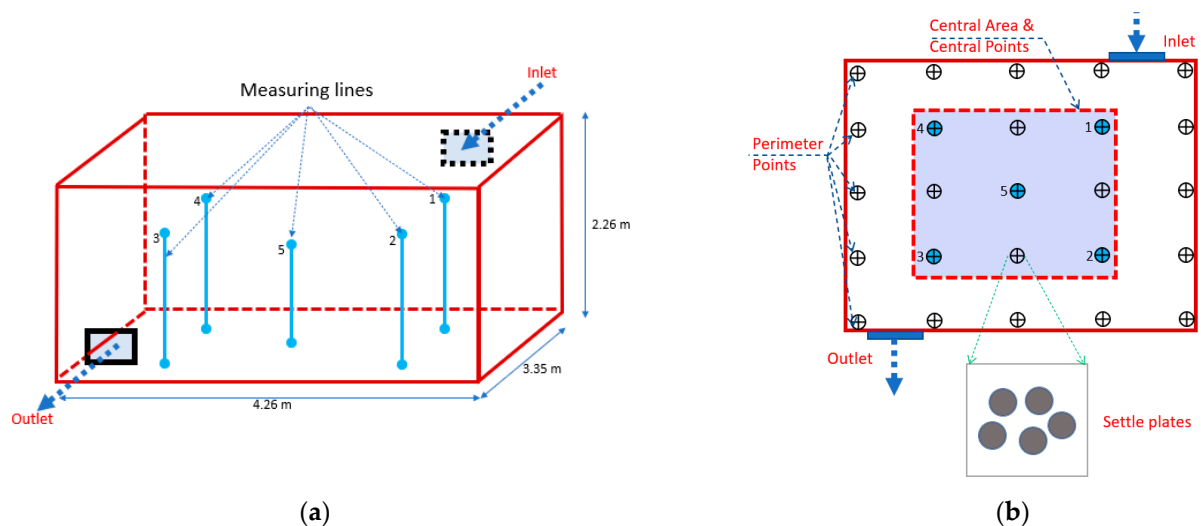 Measuring lines
Inlet
4
1
3
2
5
2.26 m
3.35 m
4.26 m
Outlet
(a)
Central Area &
Central Points
Inlet
4
1
Perimeter
Points
5
3
2
Outlet
Settle plates
(b)